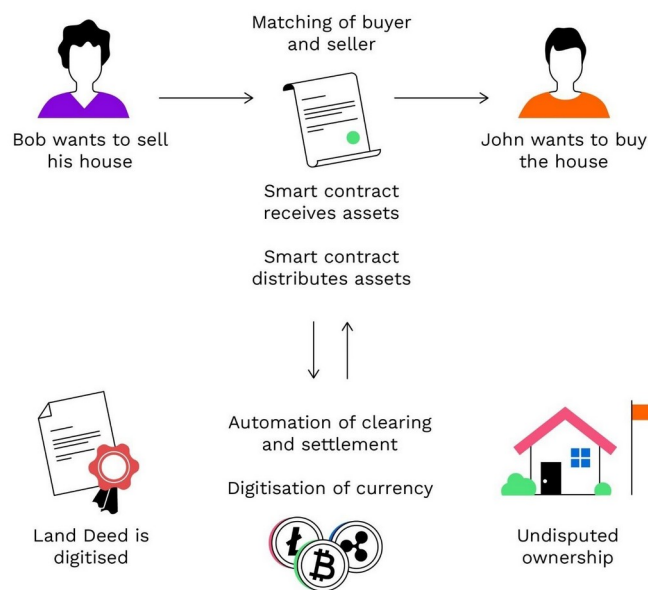 Matching of buyer
and seller
Bob wants to sell
his house
John wants to buy
the house
Smart contract
receives assets
Smart contract
distributes assets
Automation of clearing
and settlement
Digitisation of currency
Land Deed is
digitised
Undisputed
ownership